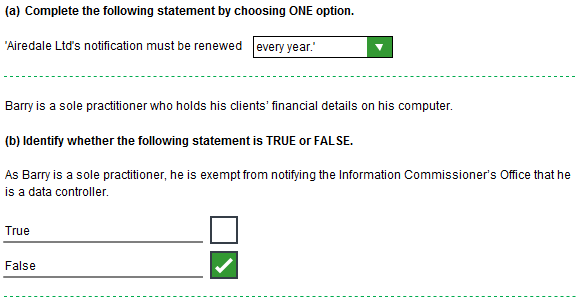 (a) Complete the following statement by choosing ONE option.
'Airedale Ltd's notification must be renewed every year.'
Barry is a sole practitioner who holds his clients' financial details on his computer.
(b) Identify whether the following statement is TRUE or FALSE.
As Barry is a sole practitioner, he is exempt from notifying the Information Commissioner's Office that he
is a data controller.
True
False